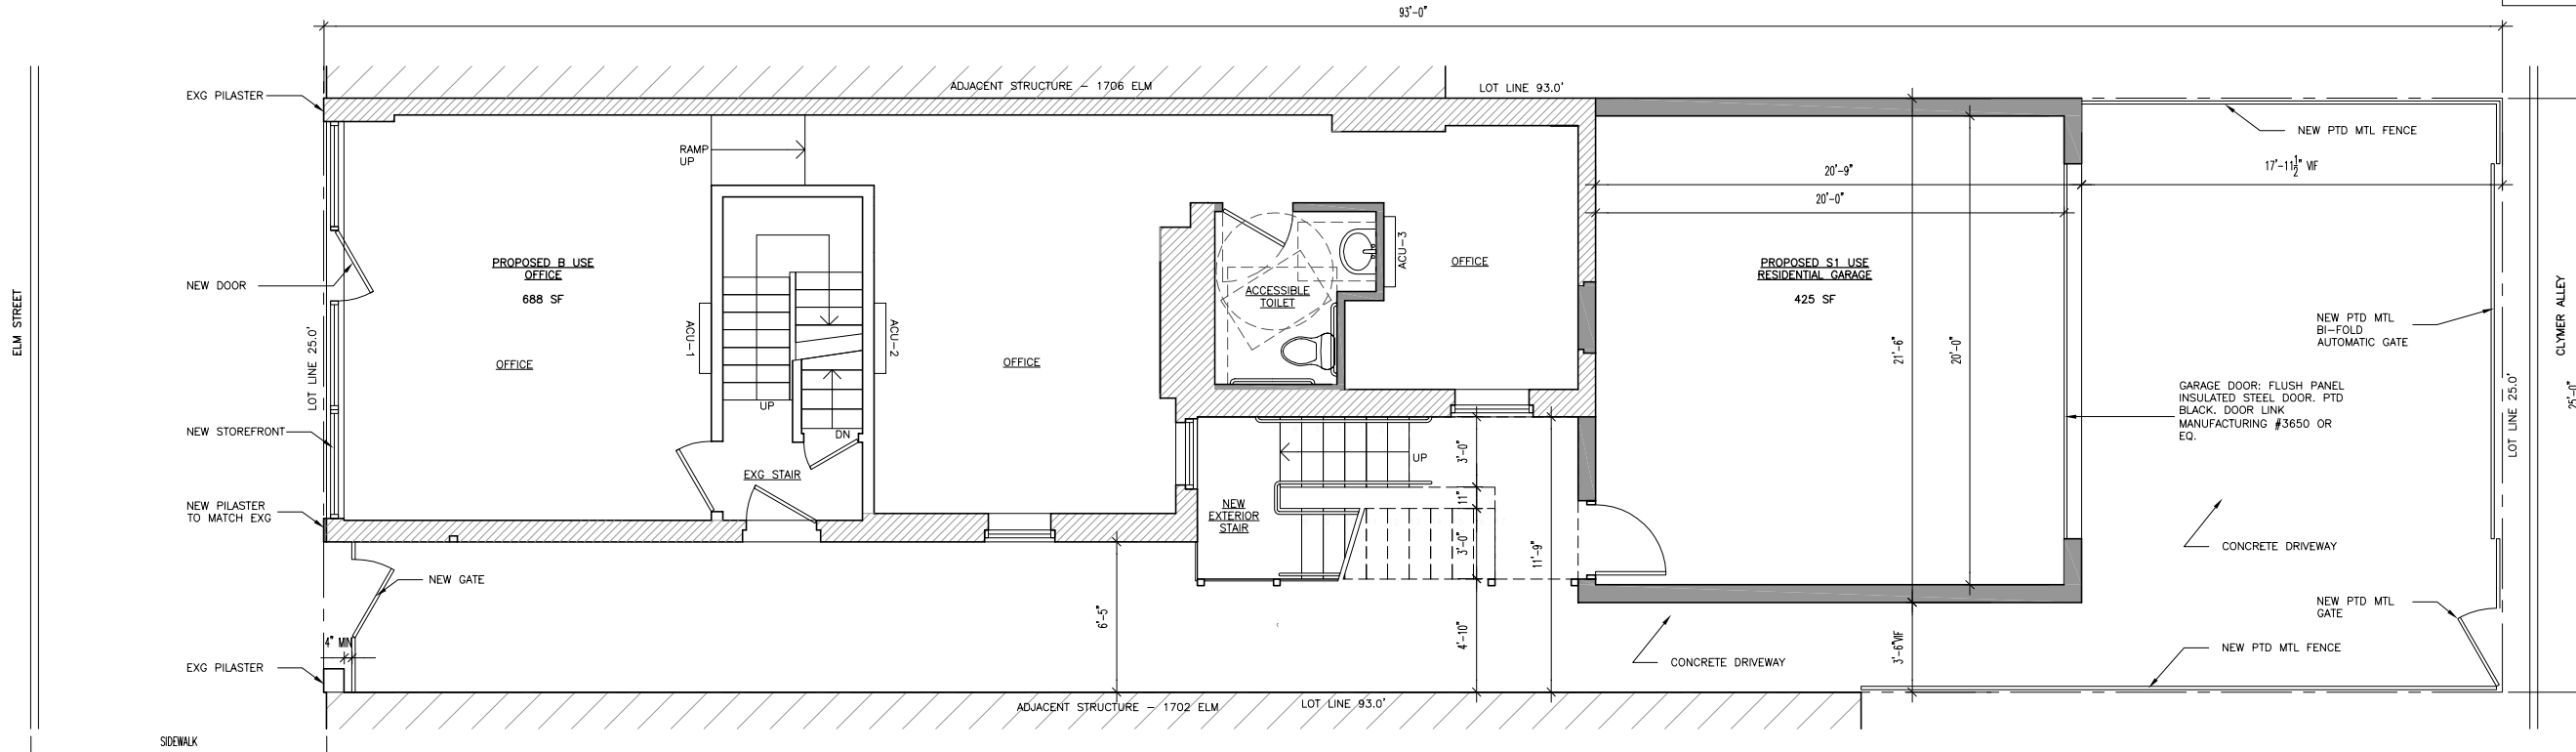 93'-0"
ADJACENT STRUCTURE - 1706 ELM
LOT LINE 93.0'
EXG PILASTER
NEW PTD MTL FENCE
RAMP
UP
20'-9"
17'-11½" VIF
20'-0"
ELM STREET
NEW DOOR
PROPOSED B USE
OFFICE
688 SF
ACCESSIBLE
TOILET
ACU-3
OFFICE
PROPOSED S1 USE
RESIDENTIAL GARAGE
425 SF
CLYMER ALLEY
LOT LINE 25.0'
OFFICE
ACU-1
ACU-2
OFFICE
21'-6"
20'-0"
NEW PTD MTL
BI-FOLD
AUTOMATIC GATE
GARAGE DOOR: FLUSH PANEL
INSULATED STEEL DOOR. PTD
BLACK. DOOR LINK
MANUFACTURING #3650 OR
EQ.
LOT LINE 25.0'
25'-0"
UP
DN
NEW STOREFRONT
EXG STAIR
UP
3'-0"
11"
3'-0"
11'-9"
NEW PILASTER
TO MATCH EXG
NEW
EXTERIOR
STAIR
CONCRETE DRIVEWAY
NEW GATE
NEW PTD MTL
GATE
6'-5"
4'-10"
3'-6"VIF
4" MIN
EXG PILASTER
CONCRETE DRIVEWAY
NEW PTD MTL FENCE
ADJACENT STRUCTURE - 1702 ELM
LOT LINE 93.0'
SIDEWALK